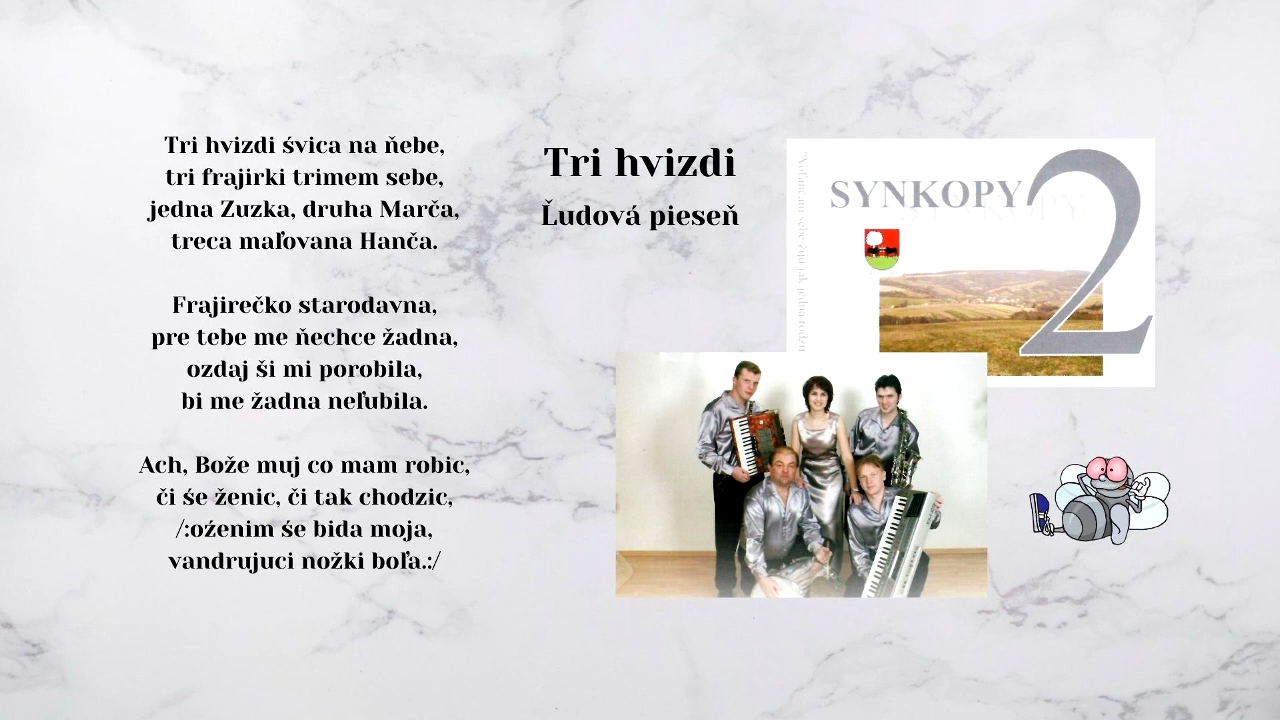 Tri hvizdi śvica na ňebe,
tri frajirki trimem sebe,
jedna Zuzka, druha Marča,
treca maľovana Hanča.
Frajirečko starodavna,
pre tebe me ňechce žadna,
ozdaj ši mi porobila,
bi me žadna neľubila.
Ach, Bože muj co mam robic,
či śe ženic, či tak chodzic,
/:oźenim śe bida moja,
vandrujuci nožki boľa.:/
Tri hvizdi
Ľudová pieseň
SYNKOPY 2